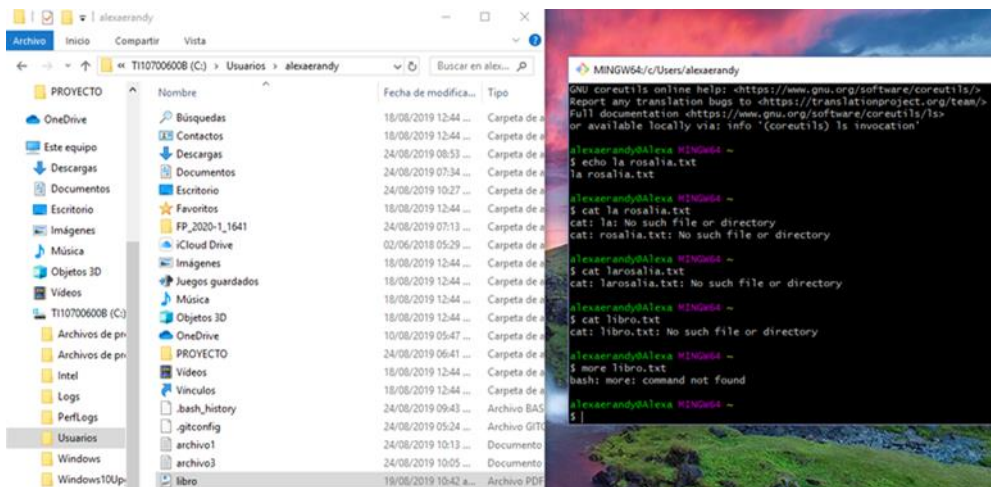 alexaerandy
Archivo Inicio Compartir Vista
« TI10700600B (C:) › Usuarios › alexaerandy
Buscar en alex...
PROYECTO
OneDrive
Este equipo
Descargas
Documentos
Escritorio
Imágenes
Música
Objetos 3D
Vídeos
TI10700600B (C:)
Archivos de pr
Archivos de pr
Intel
Logs
PerfLogs
Usuarios
Windows
Windows10Up
Nombre Fecha de modifica... Tipo
Búsquedas 18/08/2019 12:44 ... Carpeta de a
Contactos 18/08/2019 12:44 ... Carpeta de a
Descargas 24/08/2019 08:53 ... Carpeta de a
Documentos 24/08/2019 07:34 ... Carpeta de a
Escritorio 24/08/2019 10:27 ... Carpeta de a
Favoritos 18/08/2019 12:44 ... Carpeta de a
FP_2020-1_1641 24/08/2019 07:13 ... Carpeta de a
iCloud Drive 02/06/2018 05:29 ... Carpeta de a
Imágenes 18/08/2019 12:44 ... Carpeta de a
Juegos guardados 18/08/2019 12:44 ... Carpeta de a
Música 18/08/2019 12:44 ... Carpeta de a
Objetos 3D 18/08/2019 12:44 ... Carpeta de a
OneDrive 10/08/2019 05:47 ... Carpeta de a
PROYECTO 24/08/2019 06:41 ... Carpeta de a
Vídeos 18/08/2019 12:44 ... Carpeta de a
Vínculos 18/08/2019 12:44 ... Carpeta de a
.bash_history 24/08/2019 09:43 ... Archivo BAS
.gitconfig 24/08/2019 05:24 ... Archivo GITC
archivo1 24/08/2019 10:13 ... Documento
archivo3 24/08/2019 10:05 ... Documento
libro 19/08/2019 10:42 a... Archivo PDF
MINGW64:/c/Users/alexaerandy
GNU coreutils online help: <https://www.gnu.org/software/coreutils/>
Report any translation bugs to <https://translationproject.org/team/>
Full documentation <https://www.gnu.org/software/coreutils/ls>
or available locally via: info '(coreutils) ls invocation'
alexaerandy@Alexa MINGW64 ~
$ echo la rosalia.txt
la rosalia.txt
alexaerandy@Alexa MINGW64 ~
$ cat la rosalia.txt
cat: la: No such file or directory
cat: rosalia.txt: No such file or directory
alexaerandy@Alexa MINGW64 ~
$ cat larosalia.txt
cat: larosalia.txt: No such file or directory
alexaerandy@Alexa MINGW64 ~
$ cat libro.txt
cat: libro.txt: No such file or directory
alexaerandy@Alexa MINGW64 ~
$ more libro.txt
bash: more: command not found
alexaerandy@Alexa MINGW64 ~
$